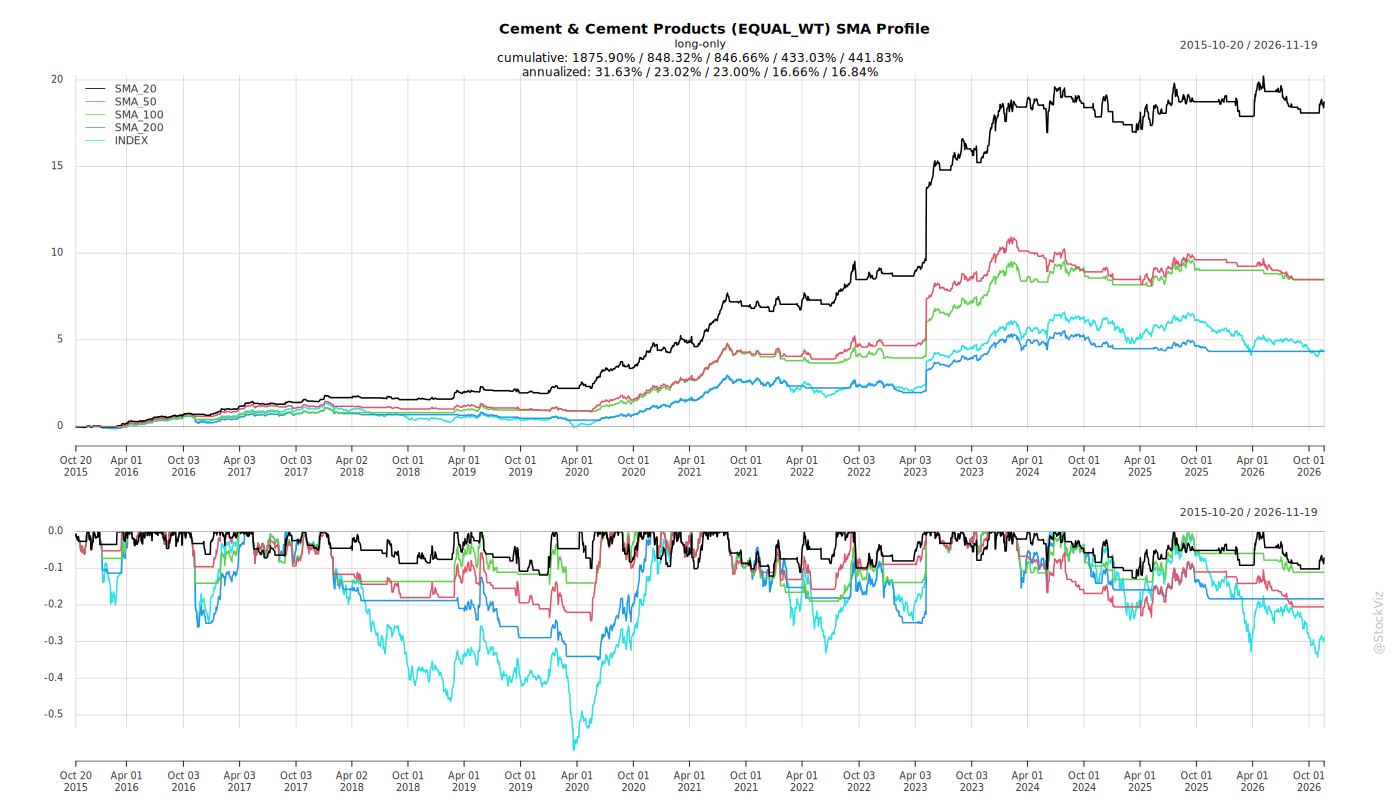 Cement & Cement Products (EQUAL_WT) SMA Profile
long-only
cumulative: 1875.90% / 848.32% / 846.66% / 433.03% / 441.83%
annualized: 31.63% / 23.02% / 23.00% / 16.66% / 16.84%
2015-10-20 / 2026-11-19
20
15
10
5
0
SMA_20
SMA_50
SMA_100
SMA_200
INDEX
Oct 20 Apr 01 Oct 03 Apr 03 Oct 03 Apr 02 Oct 01 Apr 01 Oct 01 Apr 01 Oct 01 Apr 01 Oct 01 Apr 01 Oct 03 Apr 03 Oct 03 Apr 01 Oct 01 Apr 01 Oct 01 Apr 01 Oct 01
2015 2016 2016 2017 2017 2018 2018 2019 2019 2020 2020 2021 2021 2022 2022 2023 2023 2024 2024 2025 2025 2026 2026
2015-10-20 / 2026-11-19
0.0
-0.1
-0.2
-0.3
-0.4
-0.5
Oct 20 Apr 01 Oct 03 Apr 03 Oct 03 Apr 02 Oct 01 Apr 01 Oct 01 Apr 01 Oct 01 Apr 01 Oct 01 Apr 01 Oct 03 Apr 03 Oct 03 Apr 01 Oct 01 Apr 01 Oct 01 Apr 01 Oct 01
2015 2016 2016 2017 2017 2018 2018 2019 2019 2020 2020 2021 2021 2022 2022 2023 2023 2024 2024 2025 2025 2026 2026
@StockViz